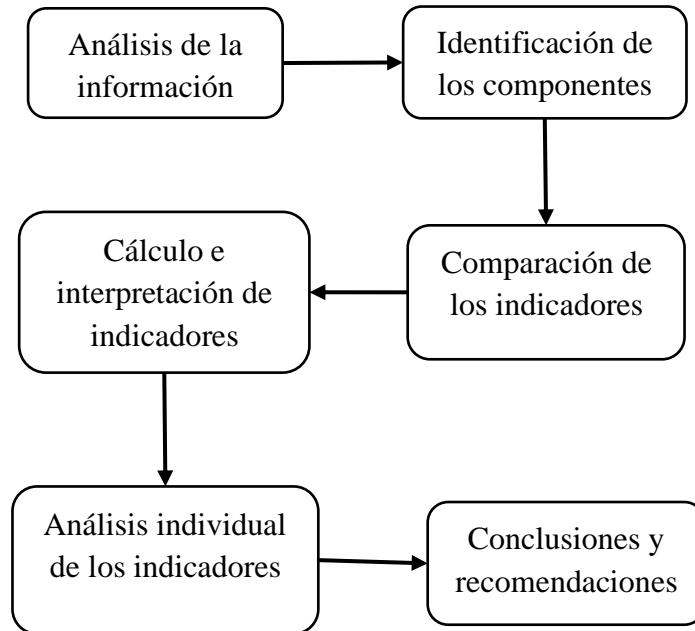 Análisis de la
información
Identificación de
los componentes
Comparación de
los indicadores
Cálculo e
interpretación de
indicadores
Análisis individual
de los indicadores
Conclusiones y
recomendaciones